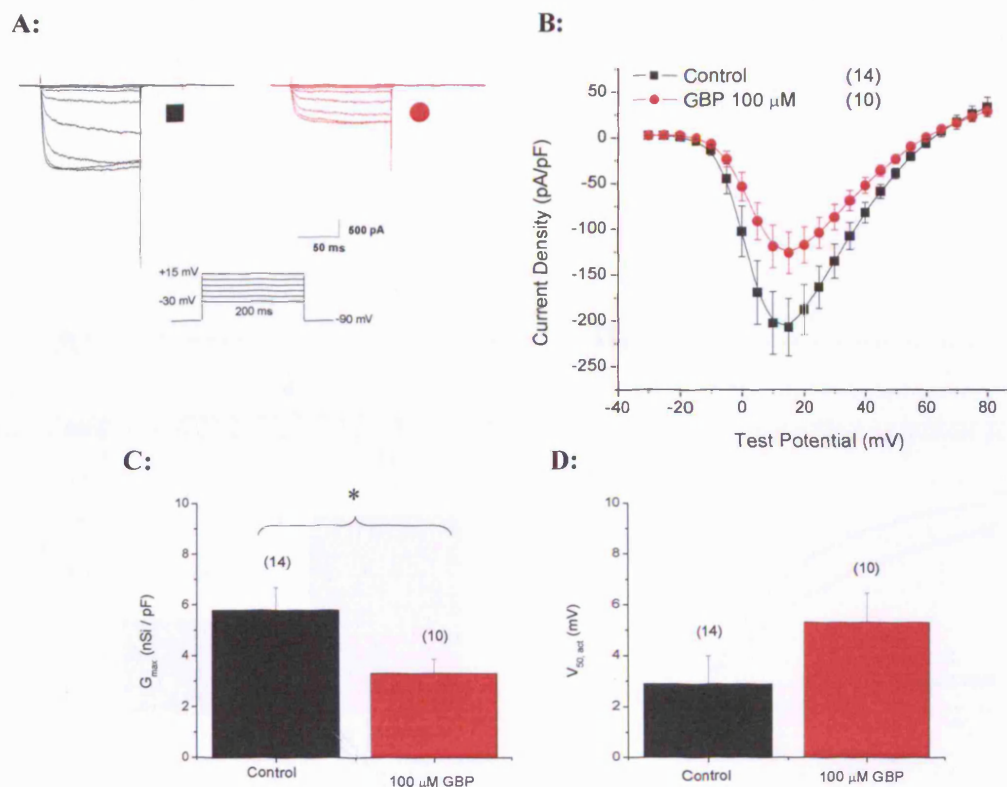 A:
500 pA
50 ms
+15 mV
-30 mV
200 ms
-90 mV
B:
Control (14)
GBP 100 µM (10)
50
0
-50
-100
-150
-200
-250
-40 -20 0 20 40 60 80
Current Density (pA/pF)
Test Potential (mV)
C:
*
10
8
6
4
2
0
(14)
(10)
G max (nSi / pF)
Control
100 µM GBP
D:
10
8
6
4
2
0
(14)
(10)
V 50, act (mV)
Control
100 µM GBP